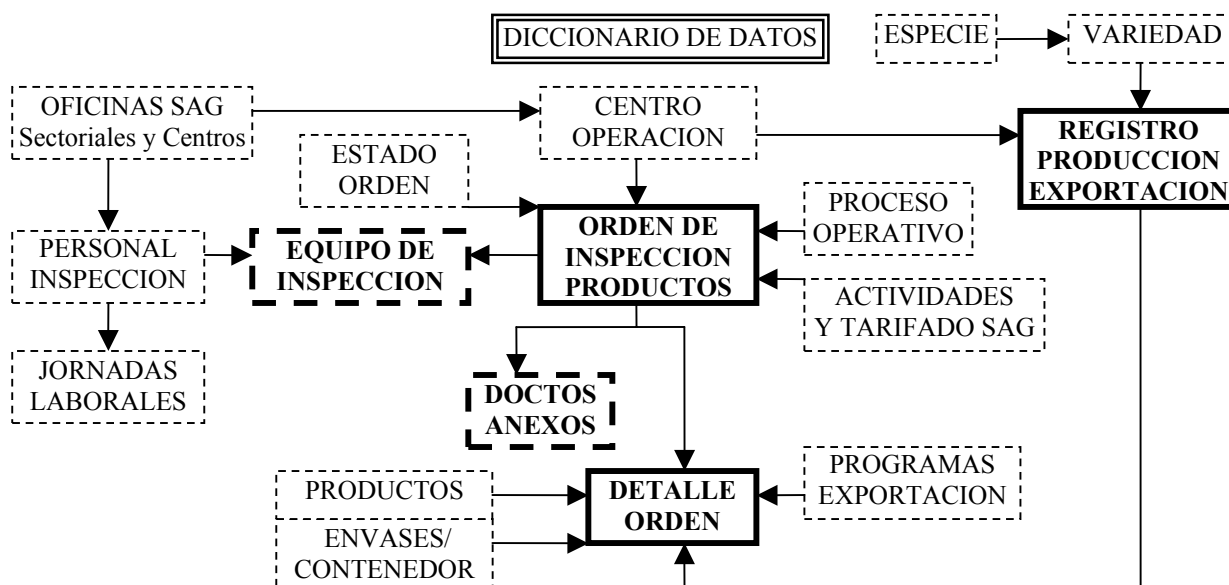 DICCIONARIO DE DATOS
ESPECIE
VARIEDAD
OFICINAS SAG
Sectoriales y Centros
CENTRO
OPERACION
REGISTRO
PRODUCCION
EXPORTACION
ESTADO
ORDEN
PROCESO
OPERATIVO
PERSONAL
INSPECCION
EQUIPO DE
INSPECCION
ORDEN DE
INSPECCION
PRODUCTOS
ACTIVIDADES
Y TARIFADO SAG
JORNADAS
LABORALES
DOCTOS
ANEXOS
PRODUCTOS
DETALLE
ORDEN
PROGRAMAS
EXPORTACION
ENVASES/
CONTENEDOR